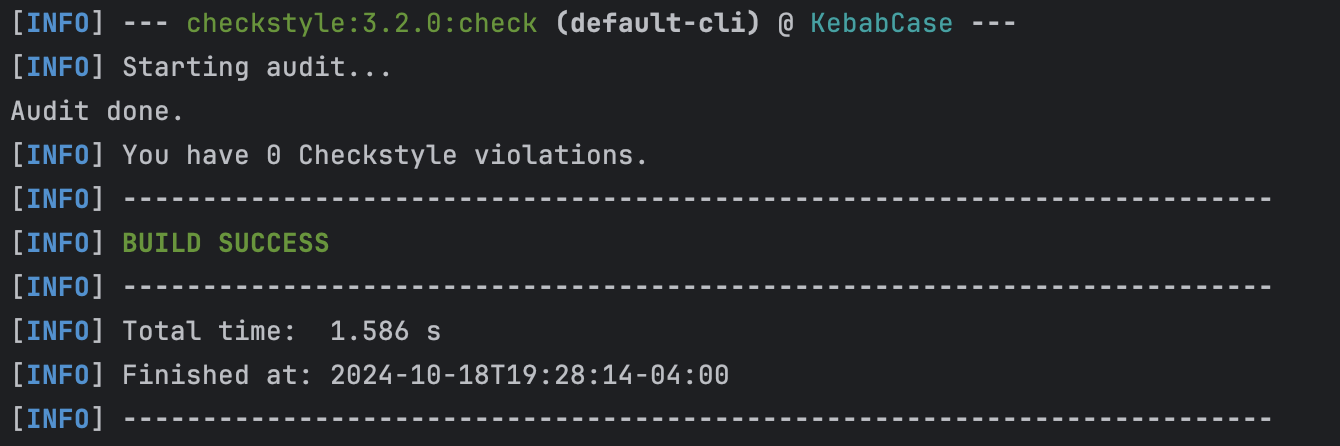 [INFO] --- checkstyle:3.2.0:check (default-cli) @ KebabCase ---
[INFO] Starting audit...
Audit done.
[INFO] You have 0 Checkstyle violations.
[INFO] ------------------------------------------------------------------------
[INFO] BUILD SUCCESS
[INFO] ------------------------------------------------------------------------
[INFO] Total time:  1.586 s
[INFO] Finished at: 2024-10-18T19:28:14-04:00
[INFO] ------------------------------------------------------------------------